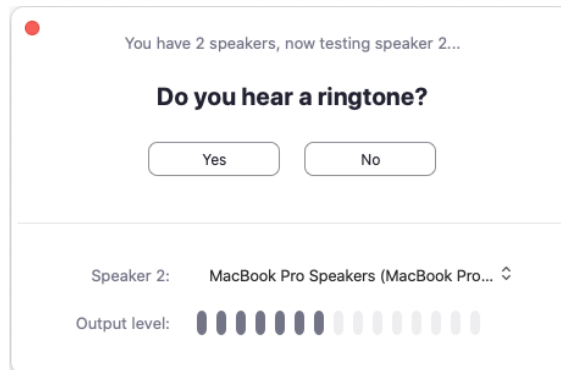 You have 2 speakers, now testing speaker 2...
Do you hear a ringtone?
Yes No
Speaker 2: MacBook Pro Speakers (MacBook Pro...
Output level: